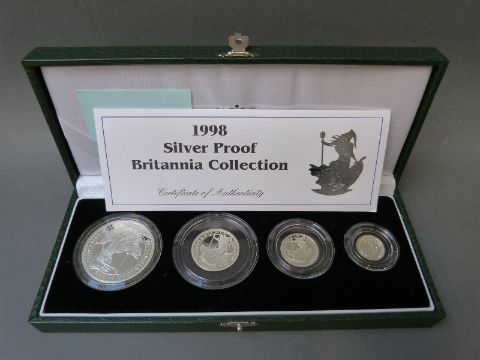 1998
Silver Proof
Britannia Collection
Certificate of Authenticity